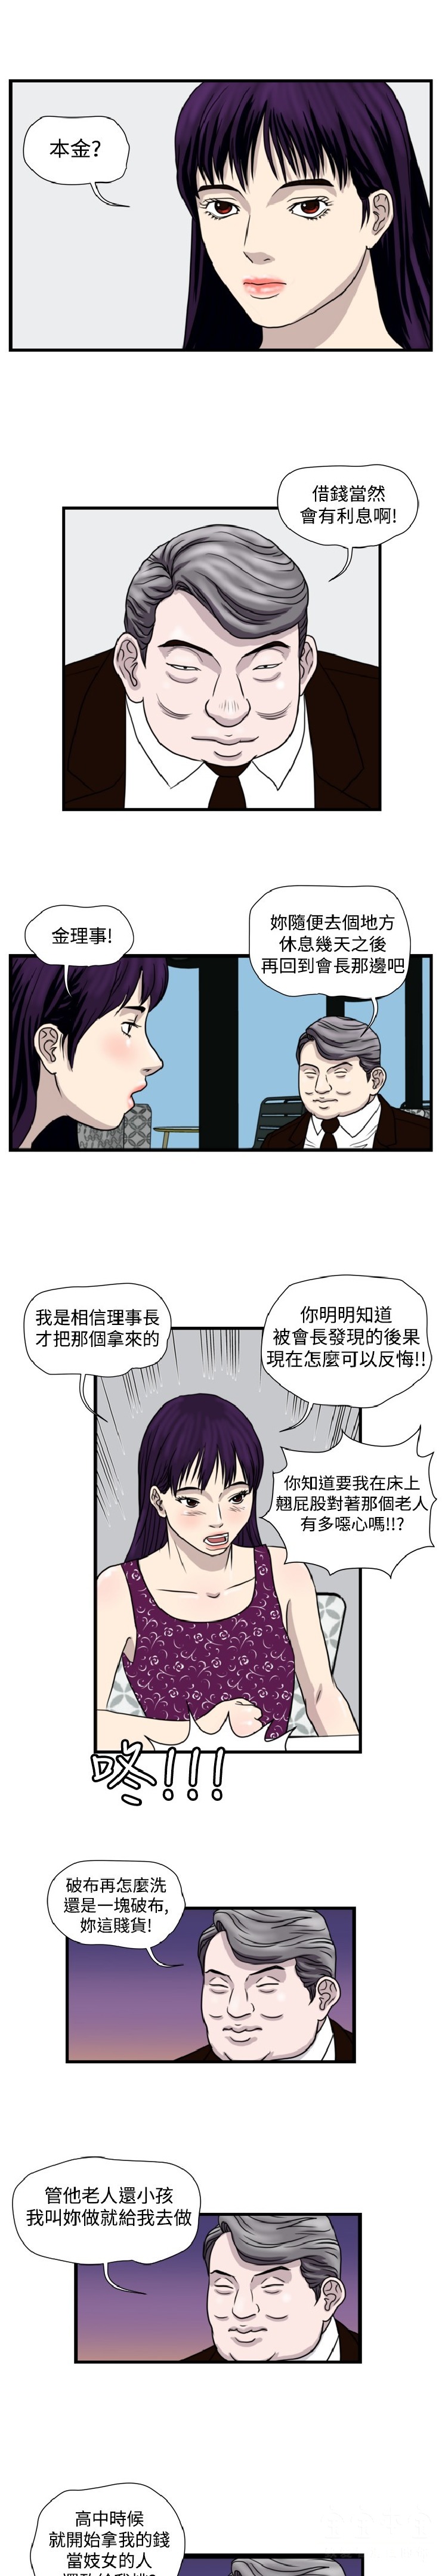 本金?
借錢當然
會有利息啊!
金理事!
妳隨便去個地方
休息幾天之後
再回到會長那邊吧
我是相信理事長
才把那個拿來的
你明明知道
被會長發現的後果
現在怎麼可以反悔!!
你知道要我在床上
翹屁股對著那個老人
有多噁心嗎!!?
咚!!!
破布再怎麼洗
還是一塊破布,
妳這賤貨!
管他老人還小孩
我叫妳做就給我去做
高中時候
就開始拿我的錢
當妓女的人